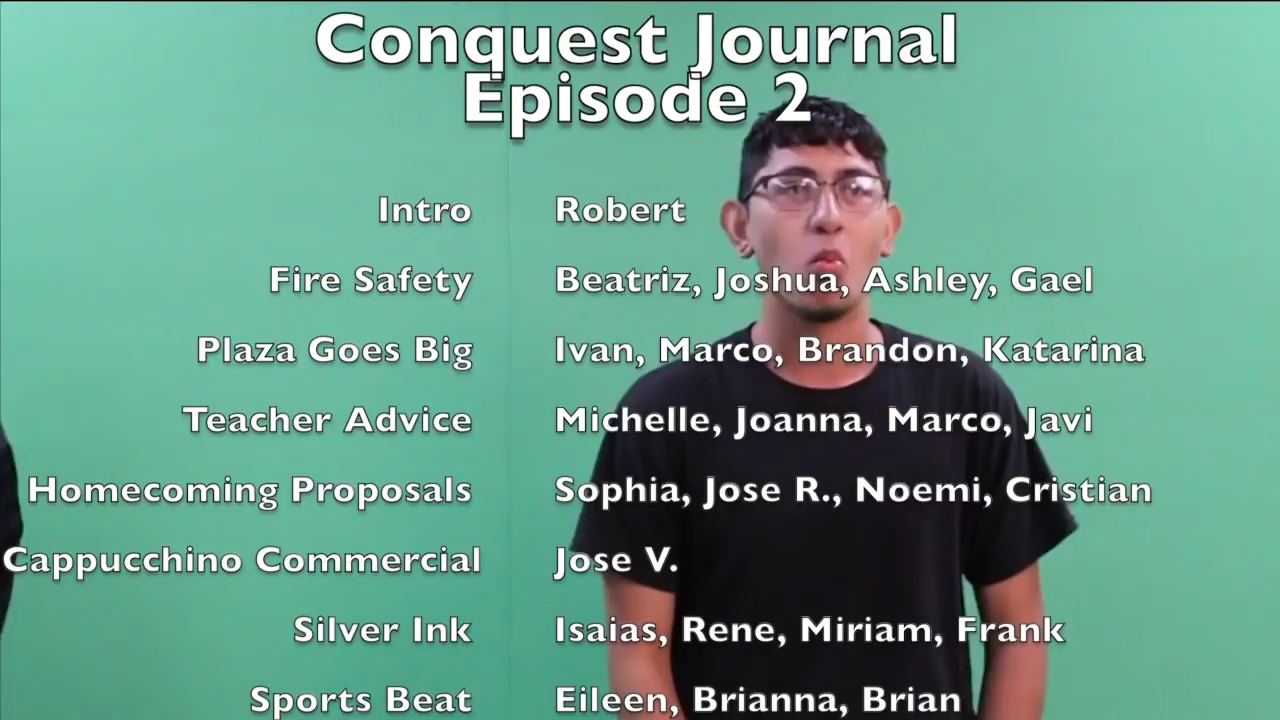 Conquest Journal
Episode 2
Intro Robert
Fire Safety Beatriz, Joshua, Ashley, Gael
Plaza Goes Big Ivan, Marco, Brandon, Katarina
Teacher Advice Michelle, Joanna, Marco, Javi
Homecoming Proposals Sophia, Jose R., Noemi, Cristian
Cappucchino Commercial Jose V.
Silver Ink Isaias, Rene, Miriam, Frank
Sports Beat Eileen, Brianna, Brian